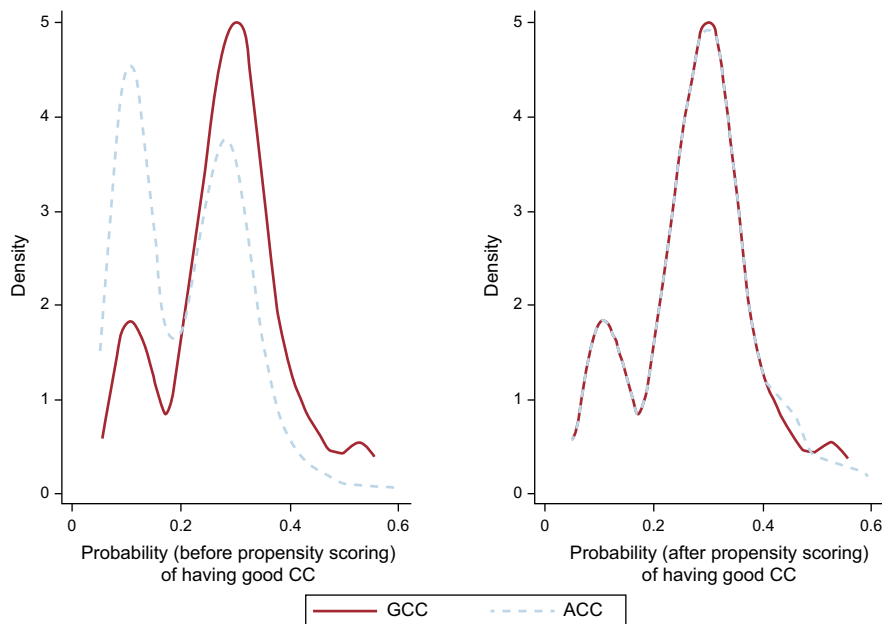 5
4
3
2
1
0
Density
0
0.2
0.4
0.6
Probability (before propensity scoring)
of having good CC
5
4
3
2
1
0
Density
0
0.2
0.4
0.6
Probability (after propensity scoring)
of having good CC
GCC
ACC